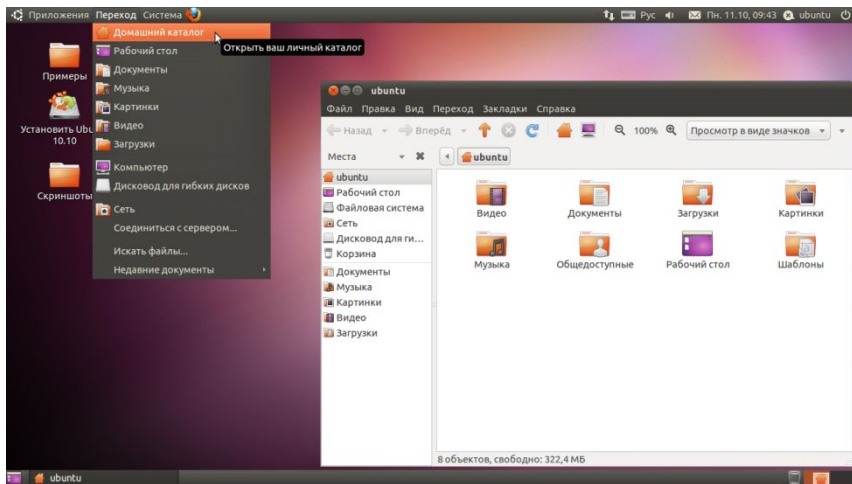 Приложения Переход Система
Рус
Пн. 11.10, 09:43
ubuntu
Примеры
Установить Ubu
10.10
Скриншоты
Домашний каталог
Открыть ваш личный каталог
Рабочий стол
Документы
Музыка
Картинки
Видео
Загрузки
Компьютер
Дисковод для гибких дисков
Сеть
Соединиться с сервером...
Искать файлы...
Недавние документы
ubuntu
Файл Правка Вид Переход Закладки Справка
Назад Вперёд 100% Просмотр в виде значков
Места
ubuntu
ubuntu
Рабочий стол
Файловая система
Сеть
Дисковод для ги...
Корзина
Документы
Музыка
Картинки
Видео
Загрузки
Видео Документы Загрузки Картинки
Музыка Общедоступные Рабочий стол Шаблоны
8 объектов, свободно: 322,4 МБ
ubuntu